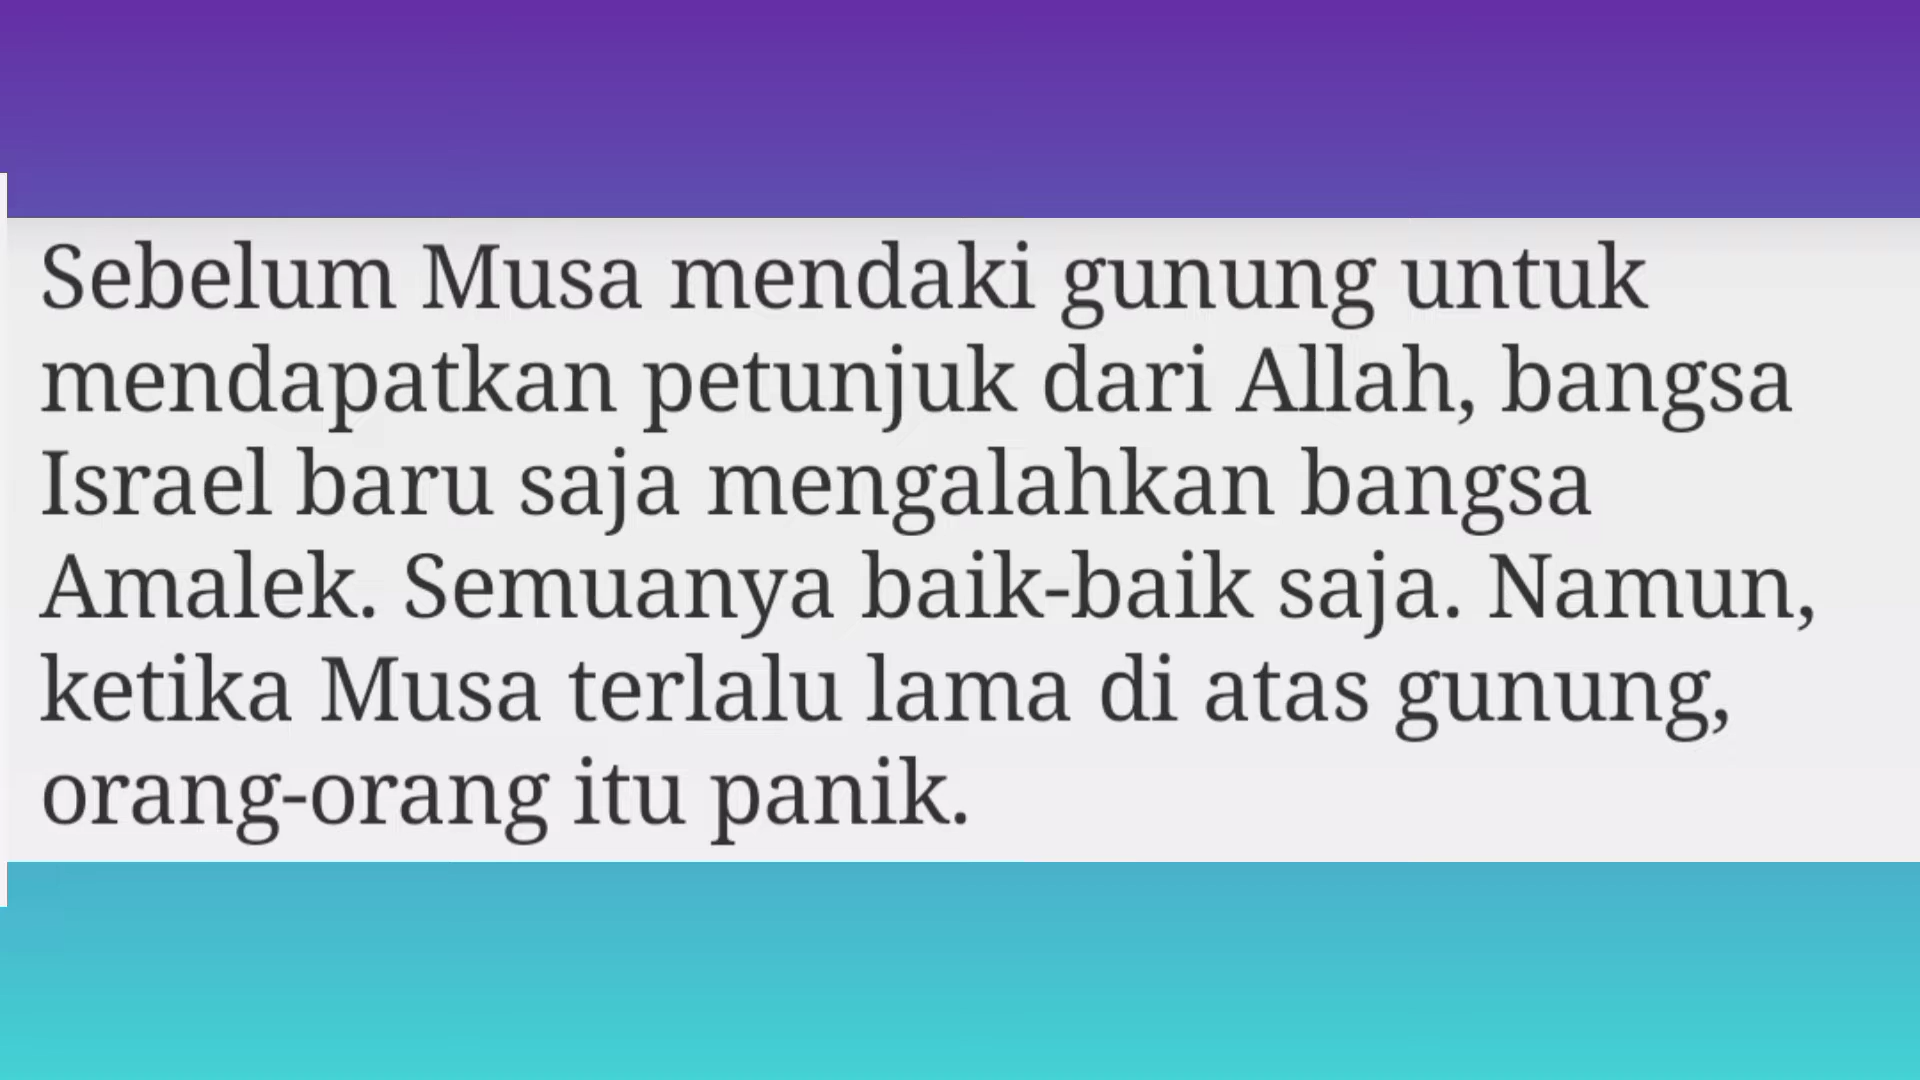 Sebelum Musa mendaki gunung untuk
mendapatkan petunjuk dari Allah, bangsa
Israel baru saja mengalahkan bangsa
Amalek. Semuanya baik-baik saja. Namun,
ketika Musa terlalu lama di atas gunung,
orang-orang itu panik.